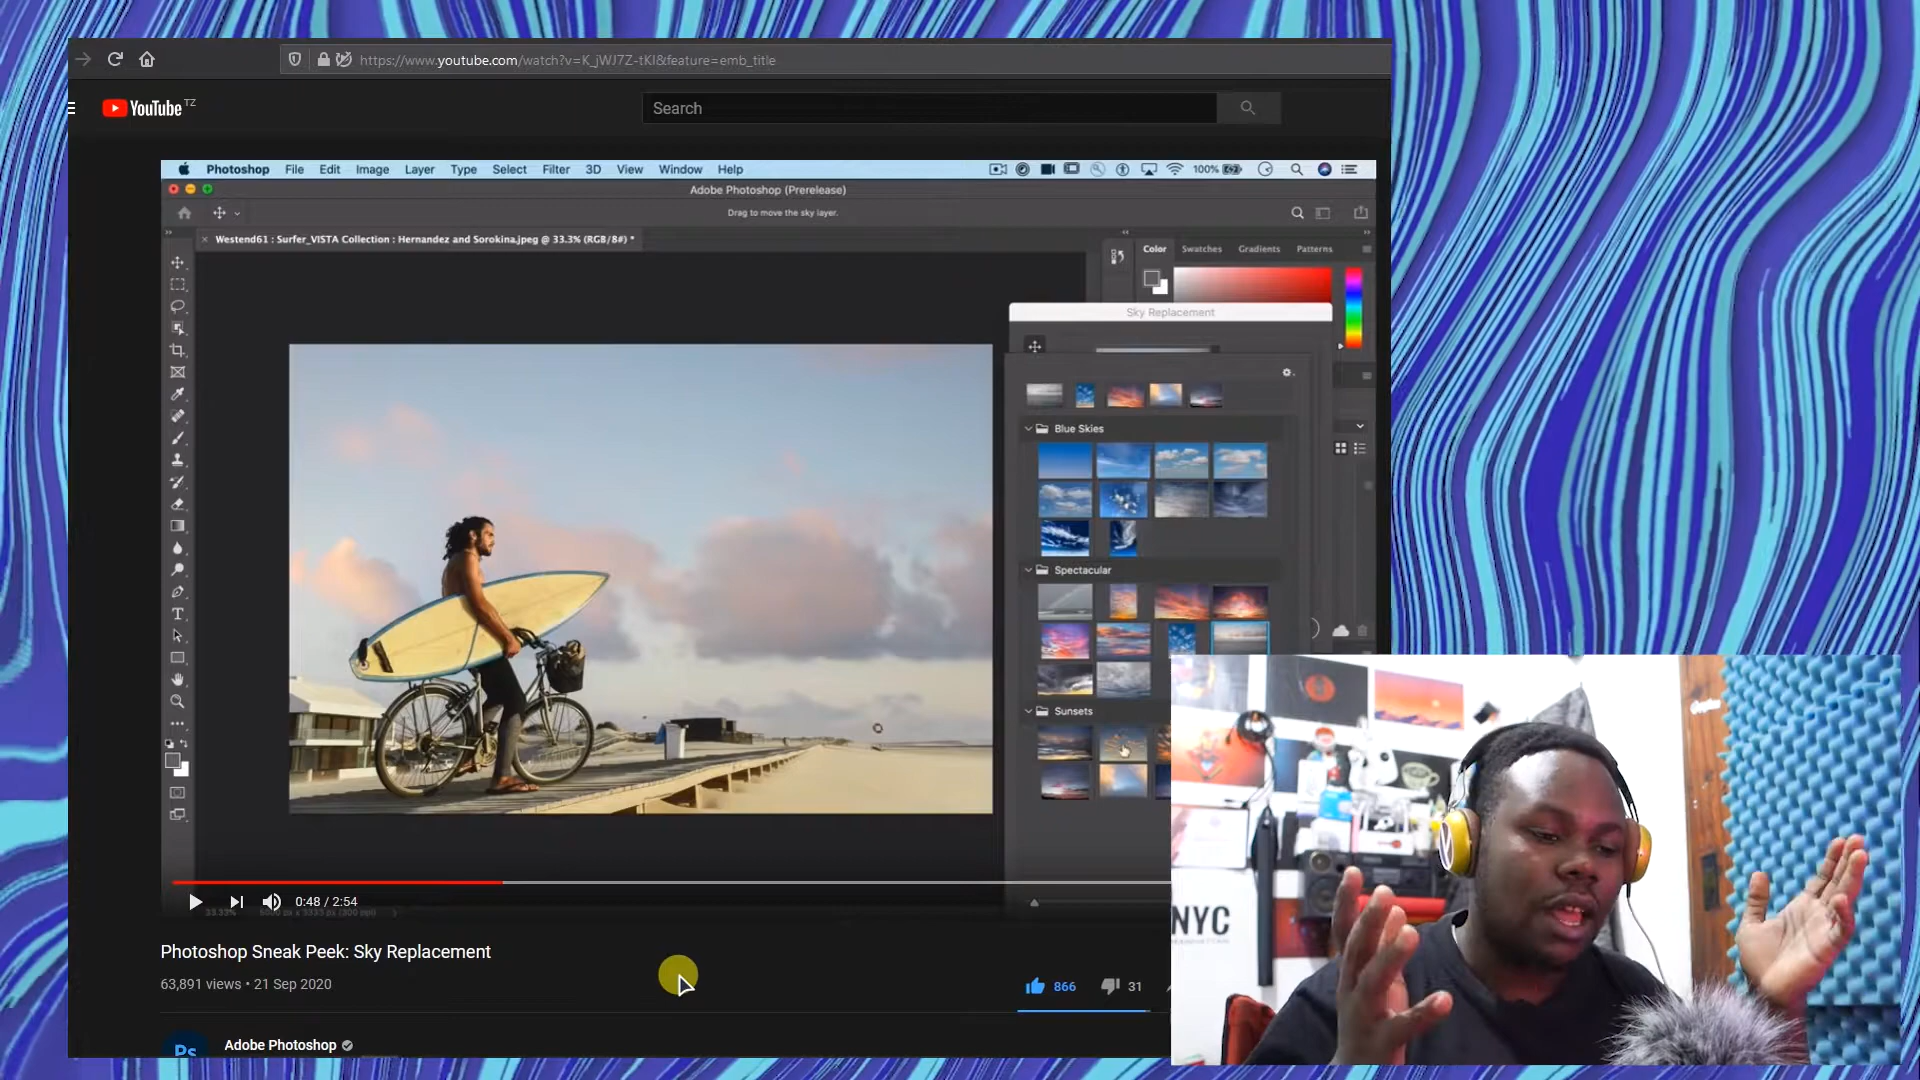 https://www.youtube.com/watch?v=K_jWJ7Z-tKI&feature=emb_title
YouTube TZ
Search
Photoshop File Edit Image Layer Type Select Filter 3D View Window Help 100%
Adobe Photoshop (Prerelease)
Drag to move the sky layer.
Westend61 : Surfer_VISTA Collection : Hernandez and Sorokina.jpeg @ 33.3% (RGB/8#) *
Color Swatches Gradients Patterns
Sky Replacement
Blue Skies
Spectacular
Sunsets
0:48 / 2:54
33.33%
NYC
Photoshop Sneak Peek: Sky Replacement
63,891 views • 21 Sep 2020
866 31
Ps
Adobe Photoshop